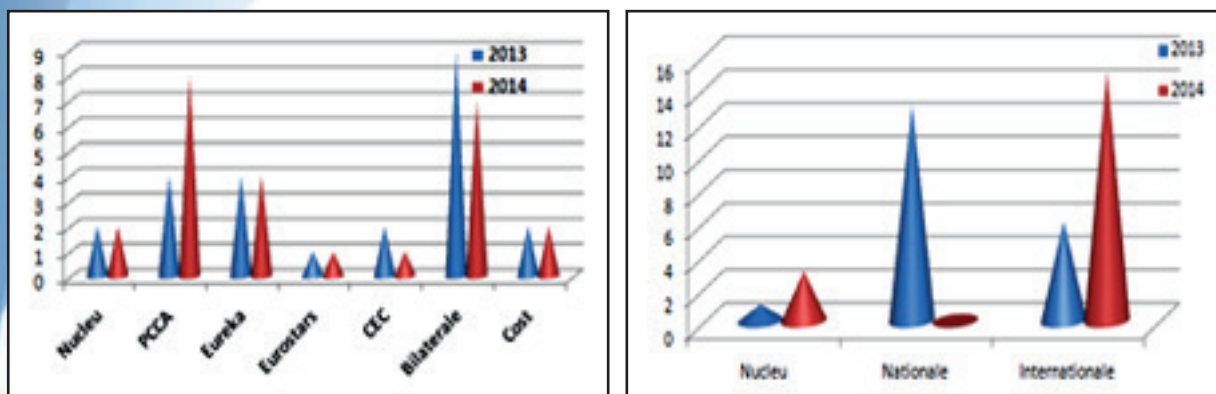 9
8
7
6
5
4
3
2
1
0
2013
2014
Nucleu
PCCA
Eureka
Eurostars
CEC
Bilaterale
Cost
16
14
12
10
8
6
4
2
0
2013
2014
Nucleu
Nationale
Internationale